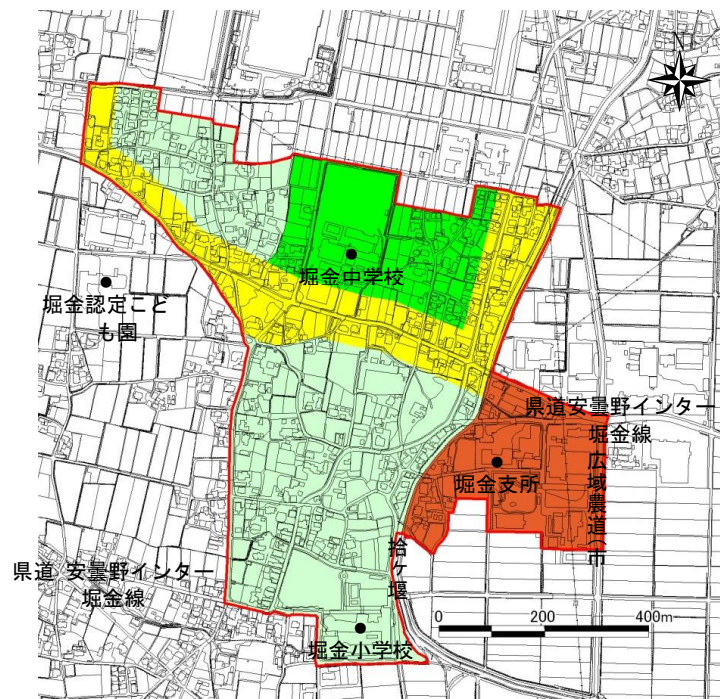 堀金中学校
堀金認定こど
も園
県道安曇野インター
堀金線
堀金支所
広域農道(市
拾ケ堰
県道 安曇野インター
堀金線
0 200 400m
堀金小学校